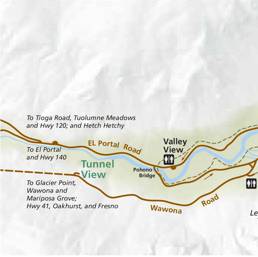 To Tioga Road, Tuolumne Meadows
and Hwy 120; and Hetch Hetchy
EL Portal Road
Valley
View
To El Portal
and Hwy 140
Pohono
Bridge
Tunnel
View
To Glacier Point,
Wawona and
Mariposa Grove;
Hwy 41, Oakhurst, and Fresno
Wawona Road
Le